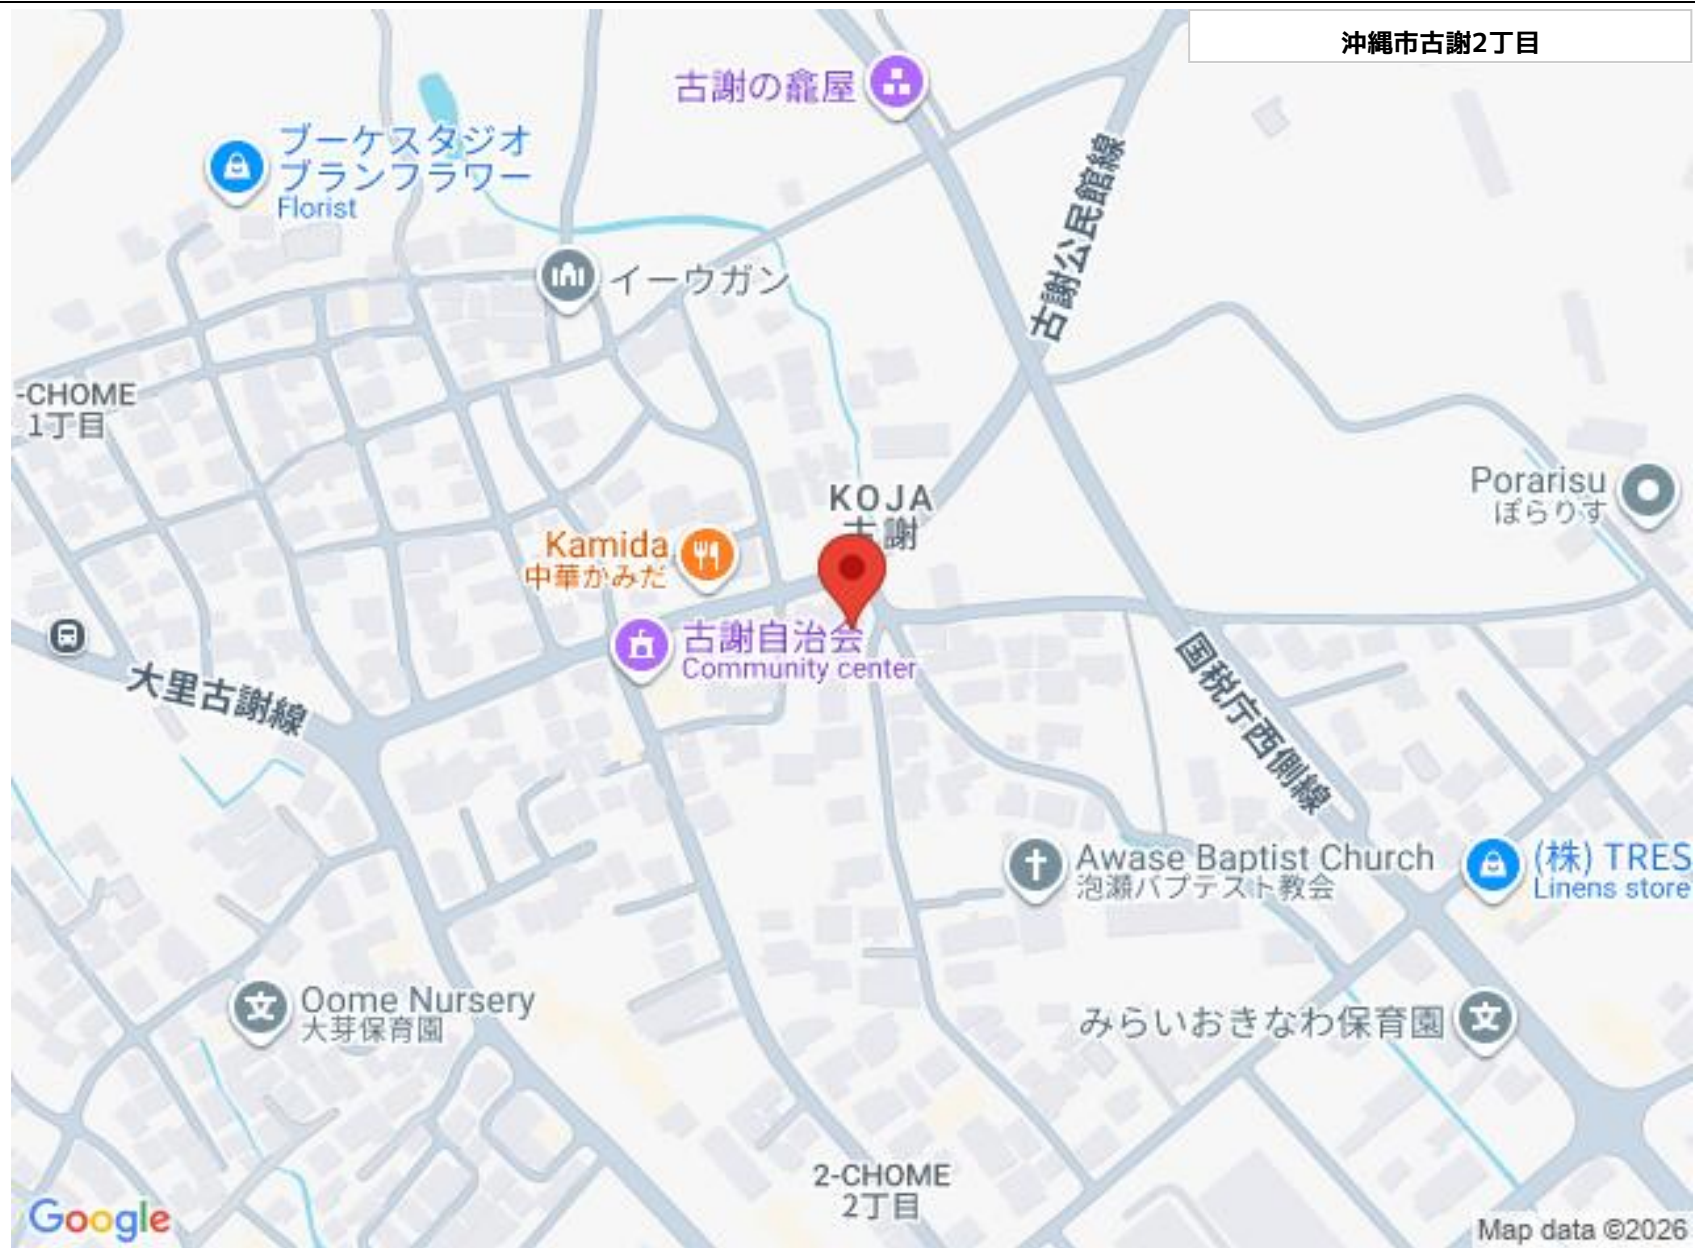 沖縄市古謝2丁目
古謝の龕屋
ブーケスタジオ
ブランフラワー
Florist
古謝公民館線
イーウガン
-CHOME
1丁目
KOJA
古謝
Porarisu
ぽらりす
Kamida
中華かみだ
古謝自治会
Community center
大里古謝線
国税庁西側線
Awase Baptist Church
泡瀬バプテスト教会
(株) TRES
Linens store
Oome Nursery
大芽保育園
みらいおきなわ保育園
2-CHOME
2丁目
Google
Map data ©2026